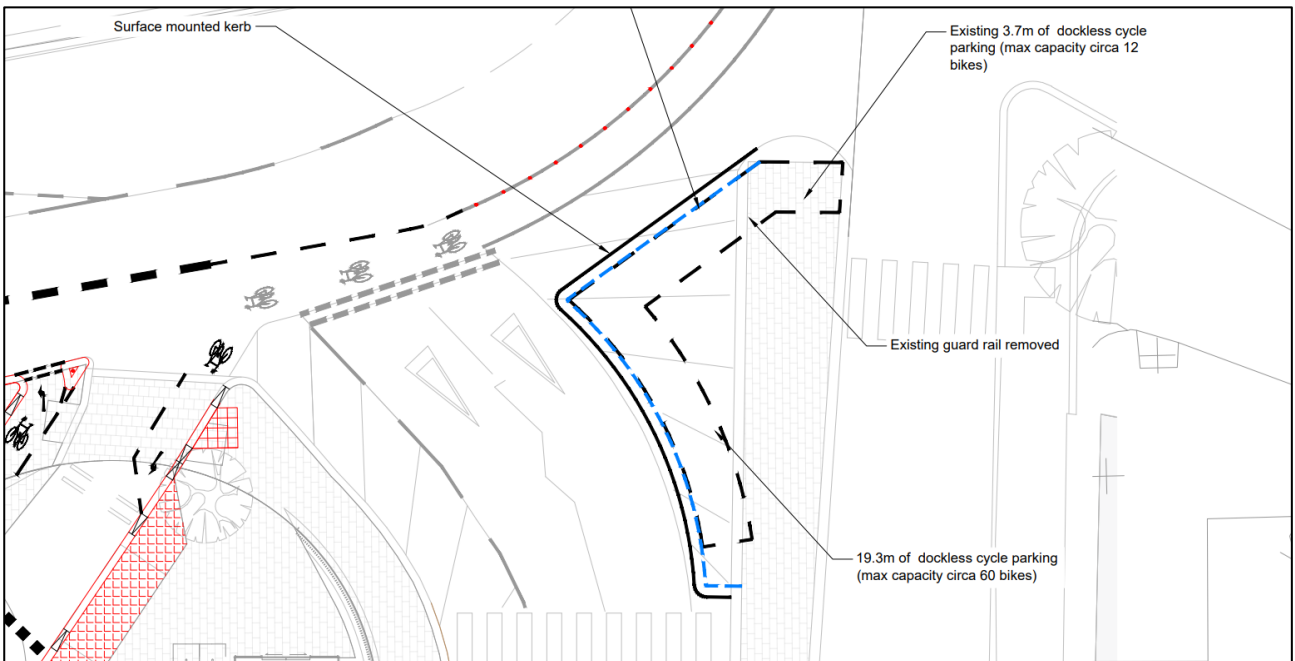 Surface mounted kerb
Existing 3.7m of dockless cycle
parking (max capacity circa 12
bikes)
Existing guard rail removed
19.3m of dockless cycle parking
(max capacity circa 60 bikes)